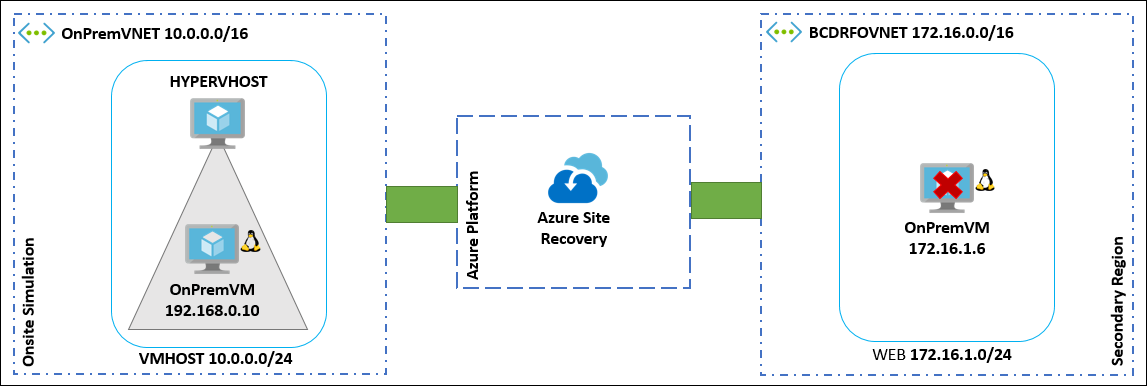 OnPremVNET 10.0.0.0/16
HYPERVHOST
OnPremVM
192.168.0.10
VMHOST 10.0.0.0/24
Onsite Simulation
Azure Platform
Azure Site
Recovery
BCDRFOVNET 172.16.0.0/16
OnPremVM
172.16.1.6
WEB 172.16.1.0/24
Secondary Region